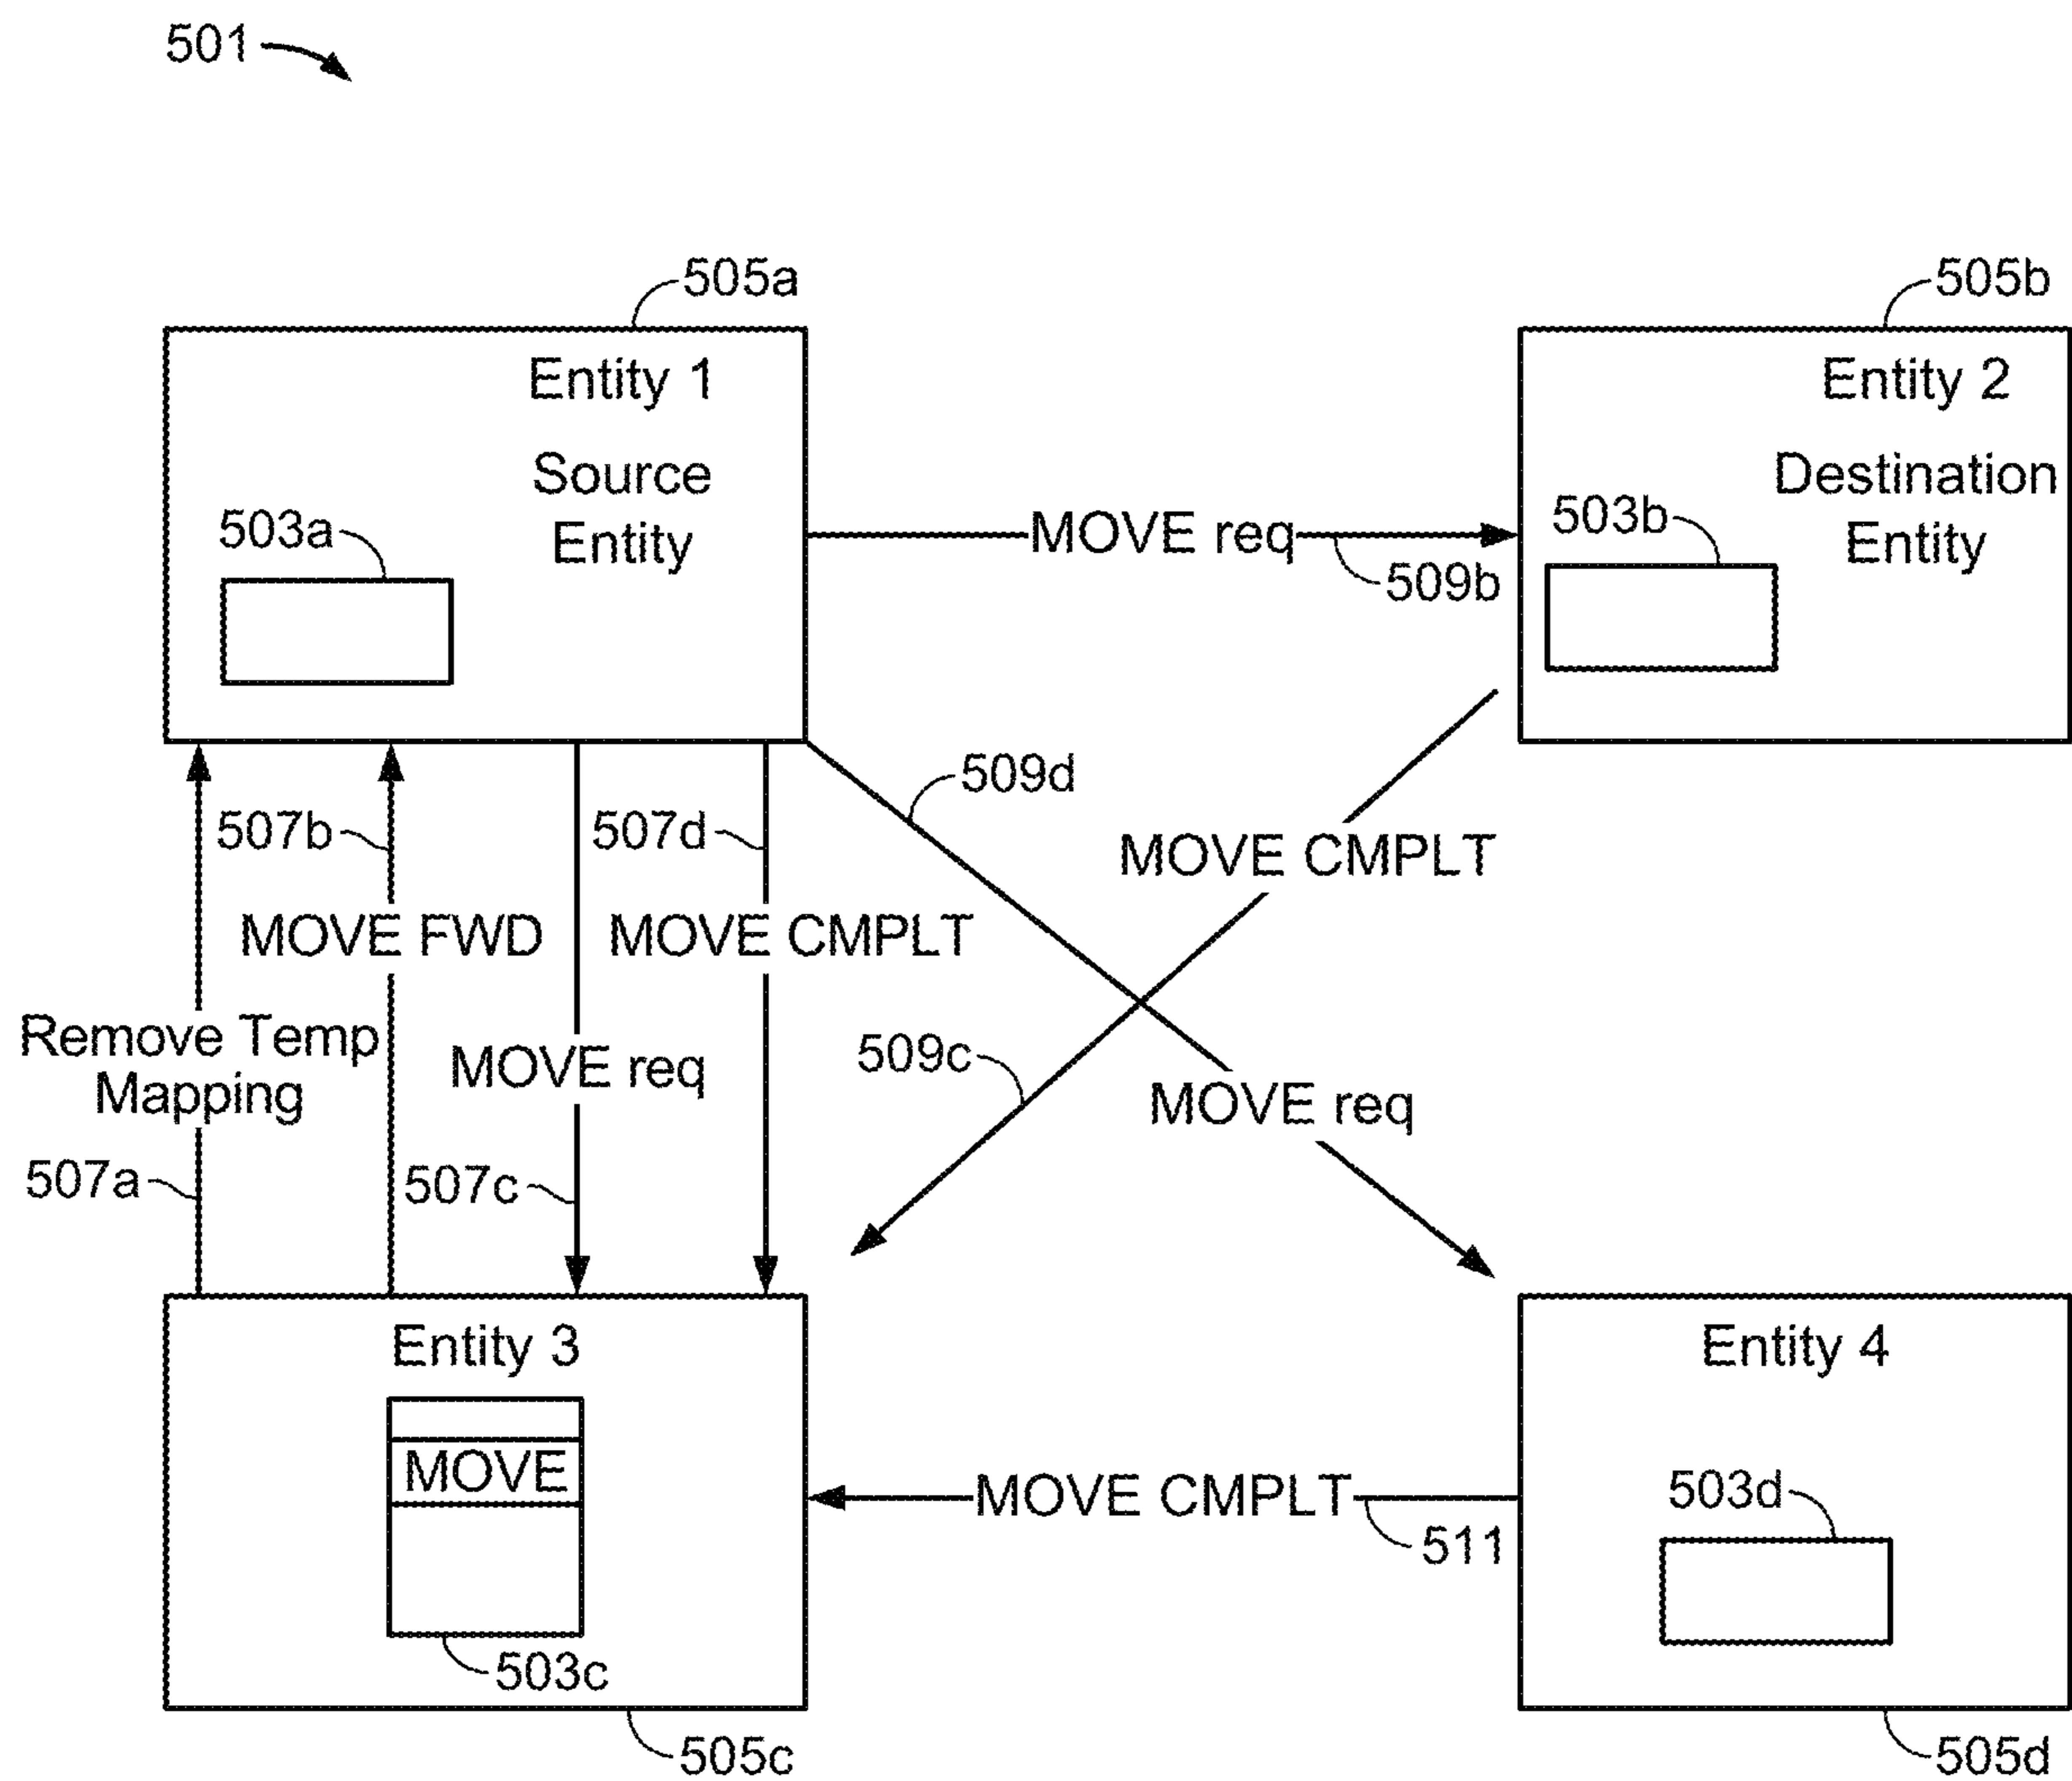 501
505a
505b
Entity 1
Entity 2
Source
Entity
Destination
Entity
503a
503b
MOVE req
509b
509d
507b
507d
MOVE CMPLT
MOVE FWD
MOVE CMPLT
Remove Temp
Mapping
MOVE req
509c
MOVE req
507a
507c
Entity 3
Entity 4
MOVE
MOVE CMPLT
503d
511
503c
505c
505d